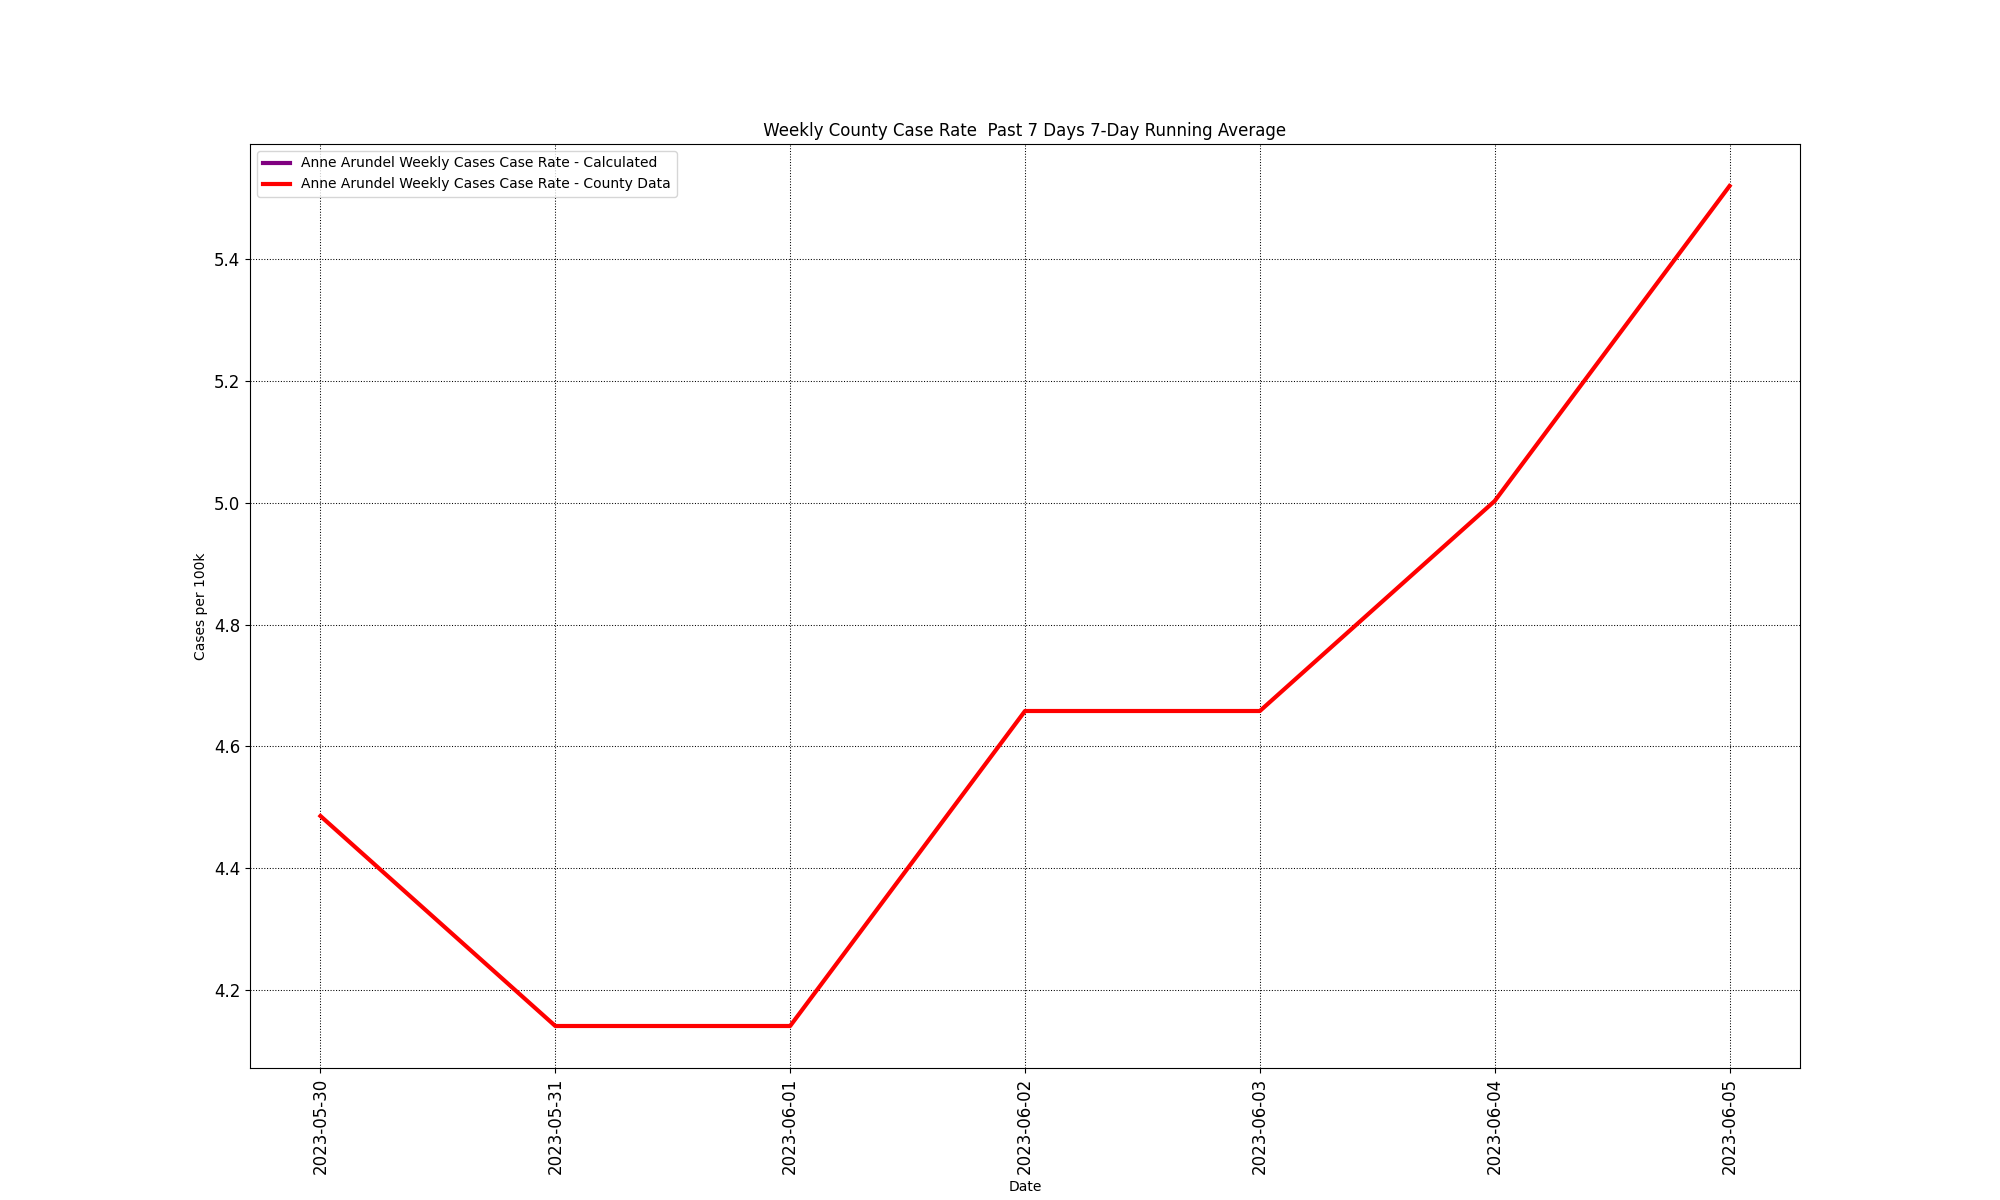 Weekly County Case Rate  Past 7 Days 7-Day Running Average
Anne Arundel Weekly Cases Case Rate - Calculated
Anne Arundel Weekly Cases Case Rate - County Data
5.4
5.2
5.0
4.8
4.6
4.4
4.2
Cases per 100k
2023-05-30
2023-05-31
2023-06-01
2023-06-02
2023-06-03
2023-06-04
2023-06-05
Date